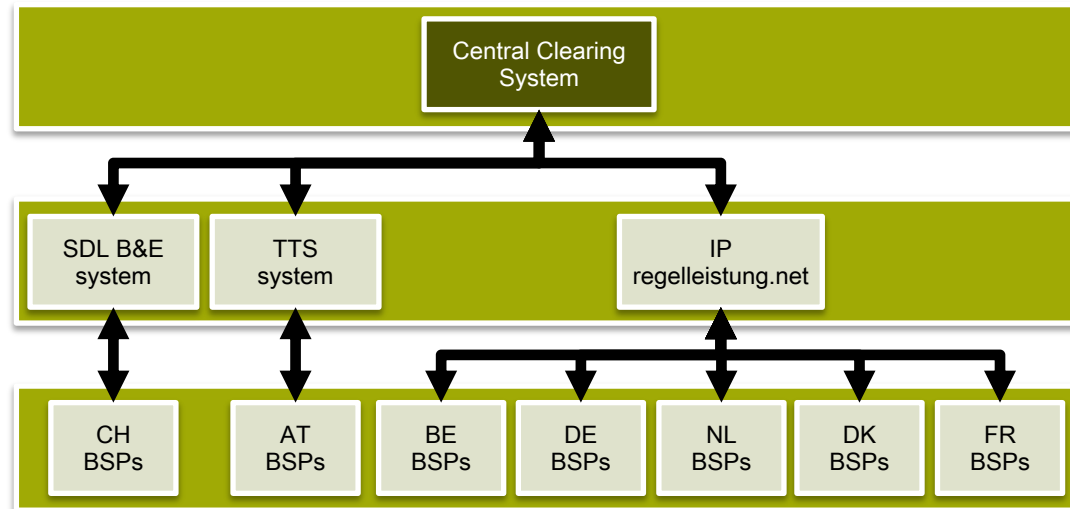 Central Clearing
System
SDL B&E
system
TTS
system
IP
regelleistung.net
CH
BSPs
AT
BSPs
BE
BSPs
DE
BSPs
NL
BSPs
DK
BSPs
FR
BSPs